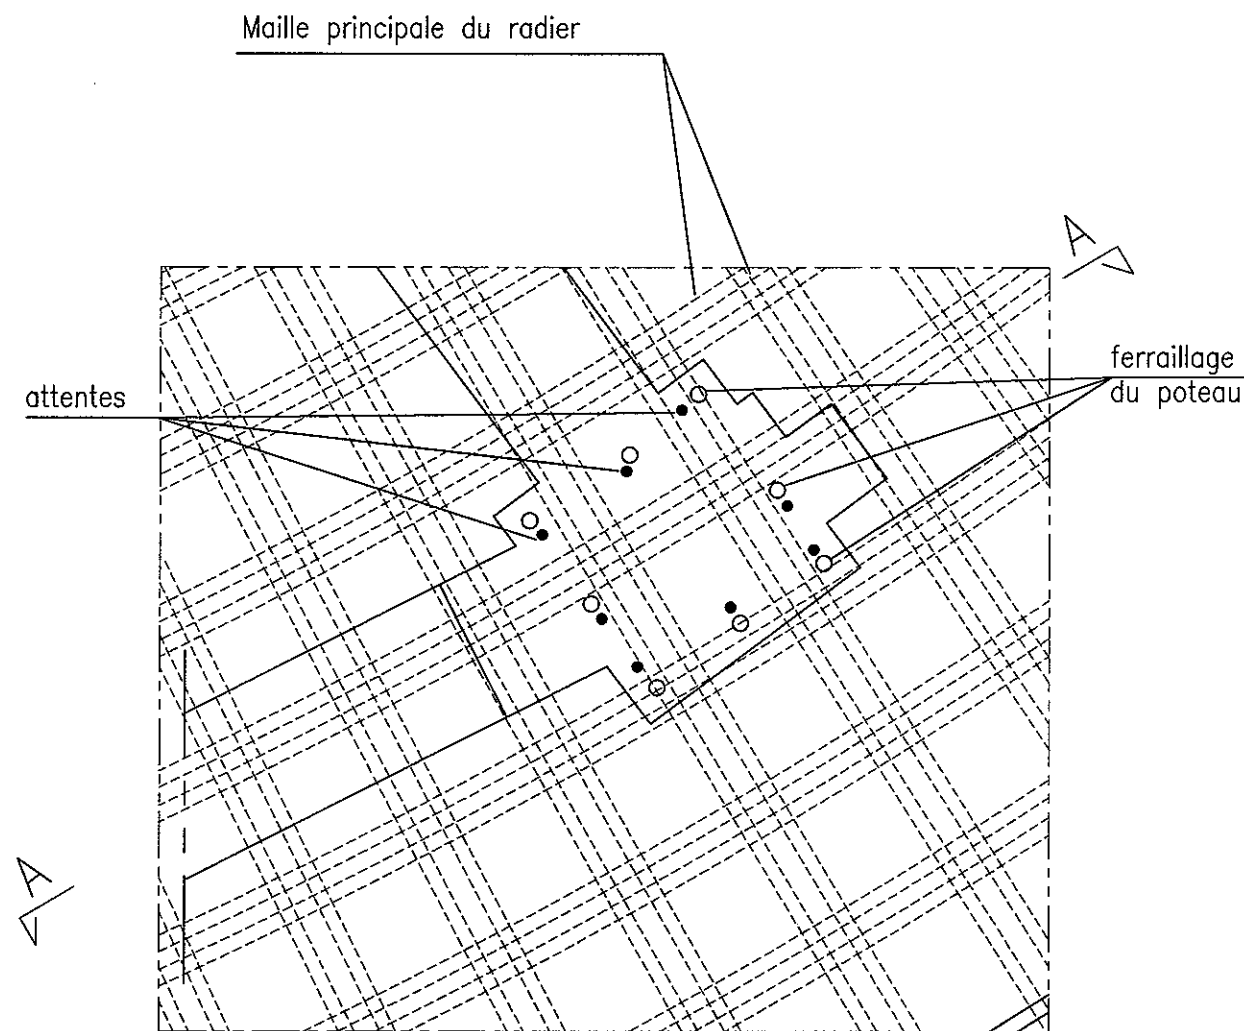 Maille principale du radier
A
ferraillage
du poteau
attentes
A